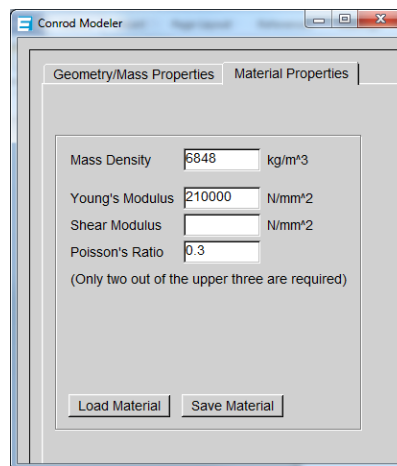 Conrod Modeler
Geometry/Mass Properties Material Properties
Mass Density 6848 kg/m^3
Young's Modulus 210000 N/mm^2
Shear Modulus N/mm^2
Poisson's Ratio 0.3
(Only two out of the upper three are required)
Load Material Save Material